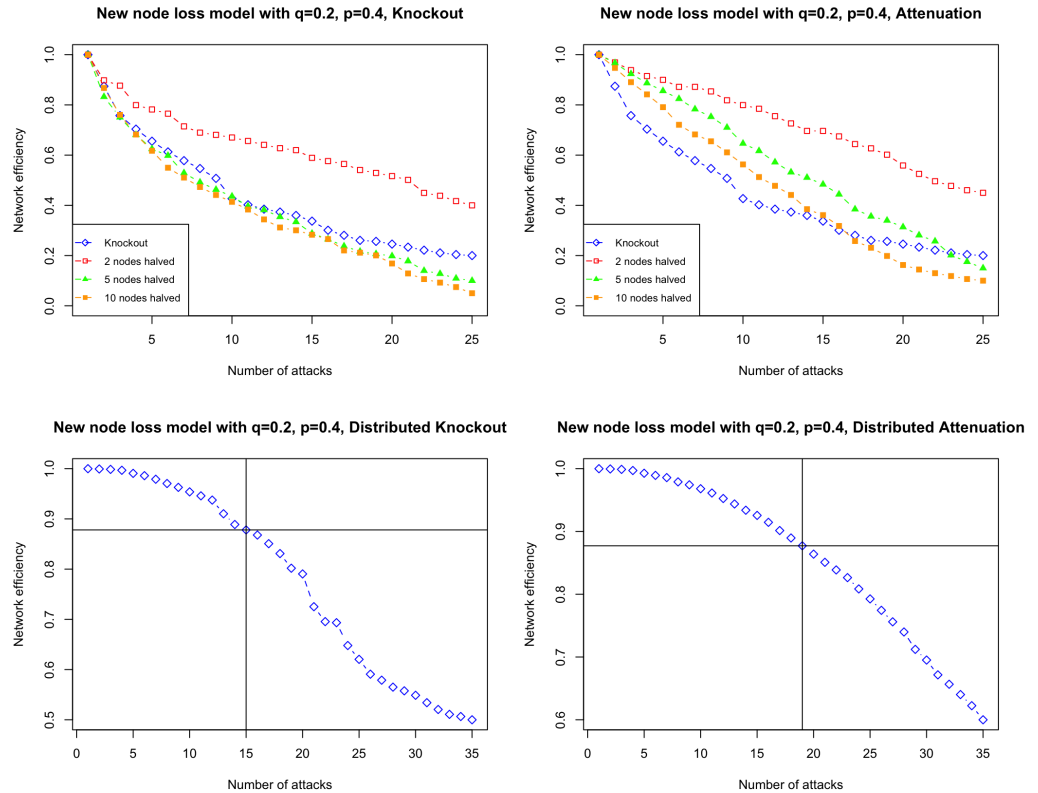 New node loss model with q=0.2, p=0.4, Knockout
Network efficiency
1.0
0.8
0.6
0.4
0.2
0.0
Knockout
2 nodes halved
5 nodes halved
10 nodes halved
5 10 15 20 25
Number of attacks
New node loss model with q=0.2, p=0.4, Attenuation
Network efficiency
1.0
0.8
0.6
0.4
0.2
0.0
Knockout
2 nodes halved
5 nodes halved
10 nodes halved
5 10 15 20 25
Number of attacks
New node loss model with q=0.2, p=0.4, Distributed Knockout
Network efficiency
1.0
0.9
0.8
0.7
0.6
0.5
0 5 10 15 20 25 30 35
Number of attacks
New node loss model with q=0.2, p=0.4, Distributed Attenuation
Network efficiency
1.0
0.9
0.8
0.7
0.6
0 5 10 15 20 25 30 35
Number of attacks